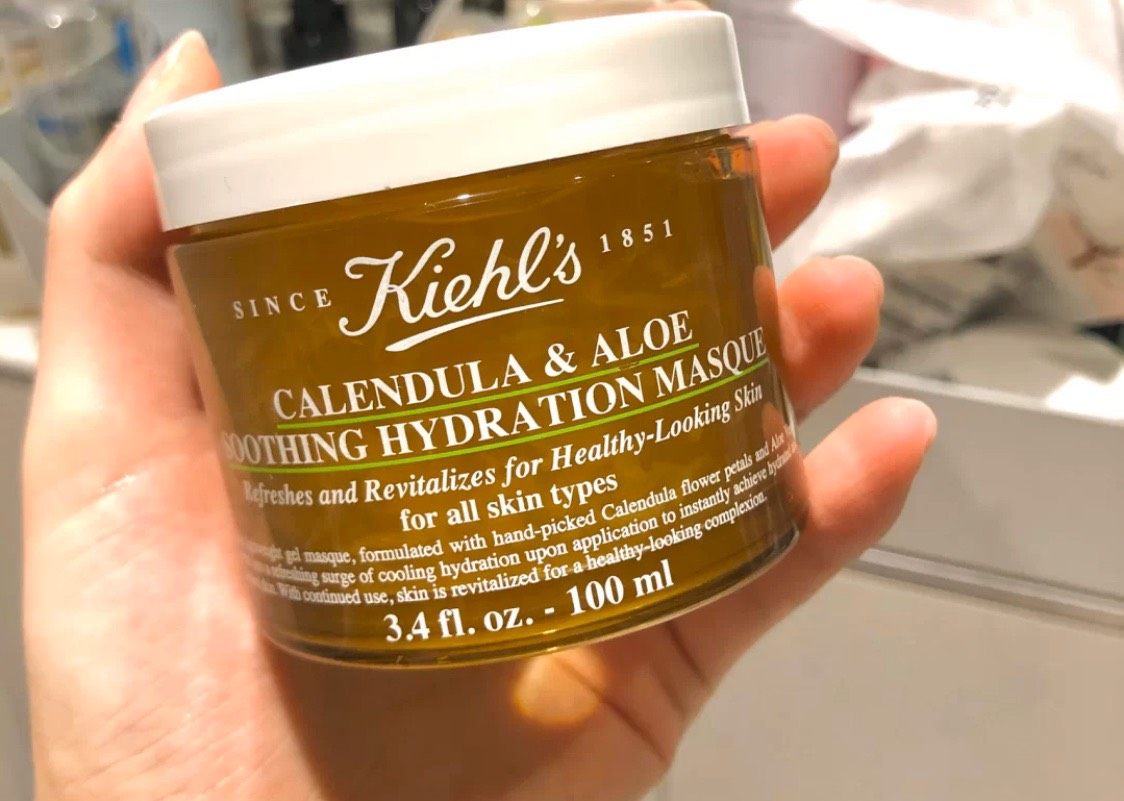 SINCE Kiehl's 1851
CALENDULA & ALOE
SOOTHING HYDRATION MASQUE
Refreshes and Revitalizes for Healthy-Looking Skin
for all skin types
gel masque, formulated with hand-picked Calendula flower petals and Aloe
refreshing surge of cooling hydration upon application to instantly achieve
With continued use, skin is revitalized for a healthy-looking complexion.
3.4 fl. oz. - 100 ml